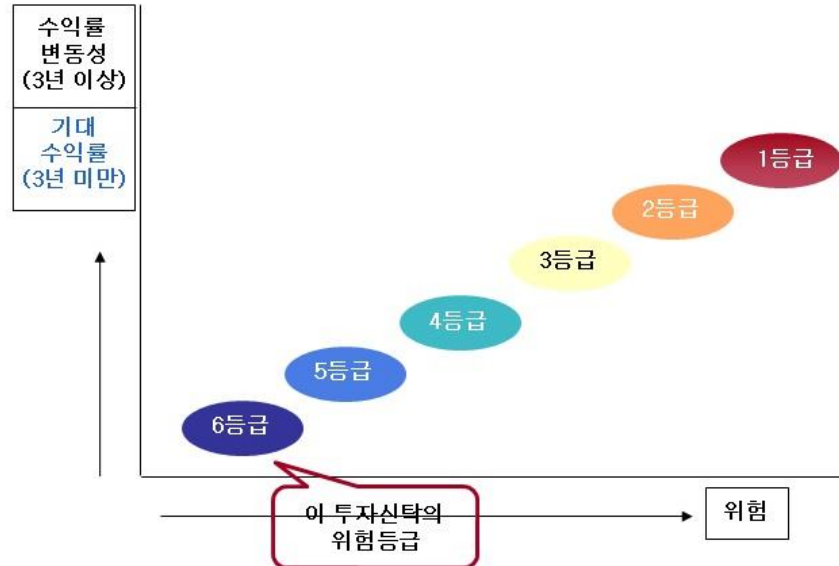 수익률
변동성
(3년 이상)
기대
수익률
(3년 미만)
1등급
2등급
3등급
4등급
5등급
6등급
이 투자신탁의
위험등급
위험